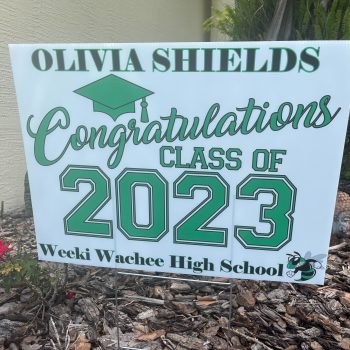 OLIVIA SHIELDS
Congratulations
CLASS OF
2023
Weeki Wachee High School